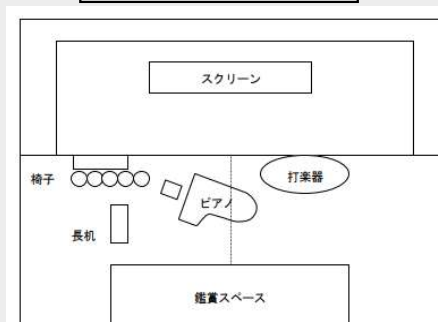 スクリーン
椅子
打楽器
ピアノ
長机
鑑賞スペース